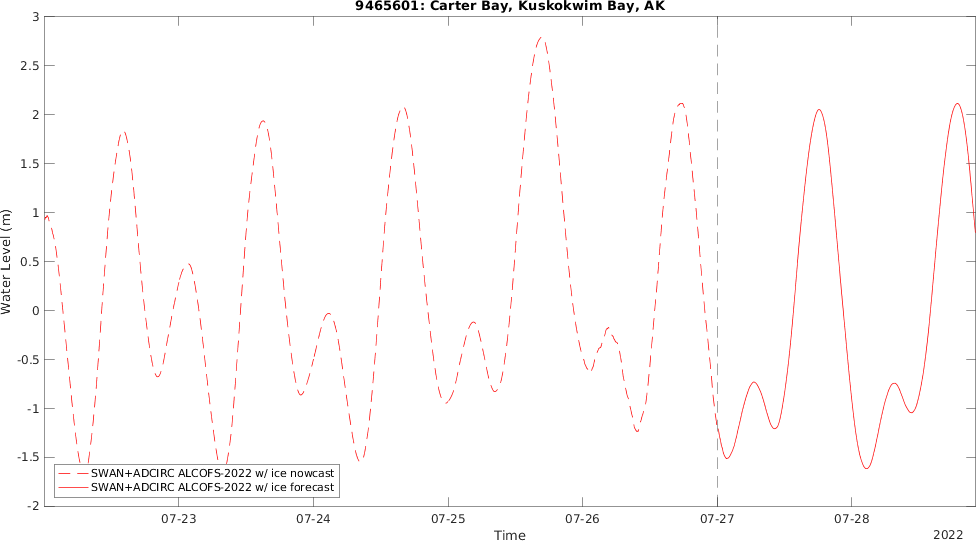 9465601: Carter Bay, Kuskokwim Bay, AK
3
2.5
2
1.5
1
0.5
0
-0.5
-1
-1.5
-2
Water Level (m)
SWAN+ADCIRC ALCOFS-2022 w/ ice nowcast
SWAN+ADCIRC ALCOFS-2022 w/ ice forecast
07-23 07-24 07-25 07-26 07-27 07-28
Time
2022